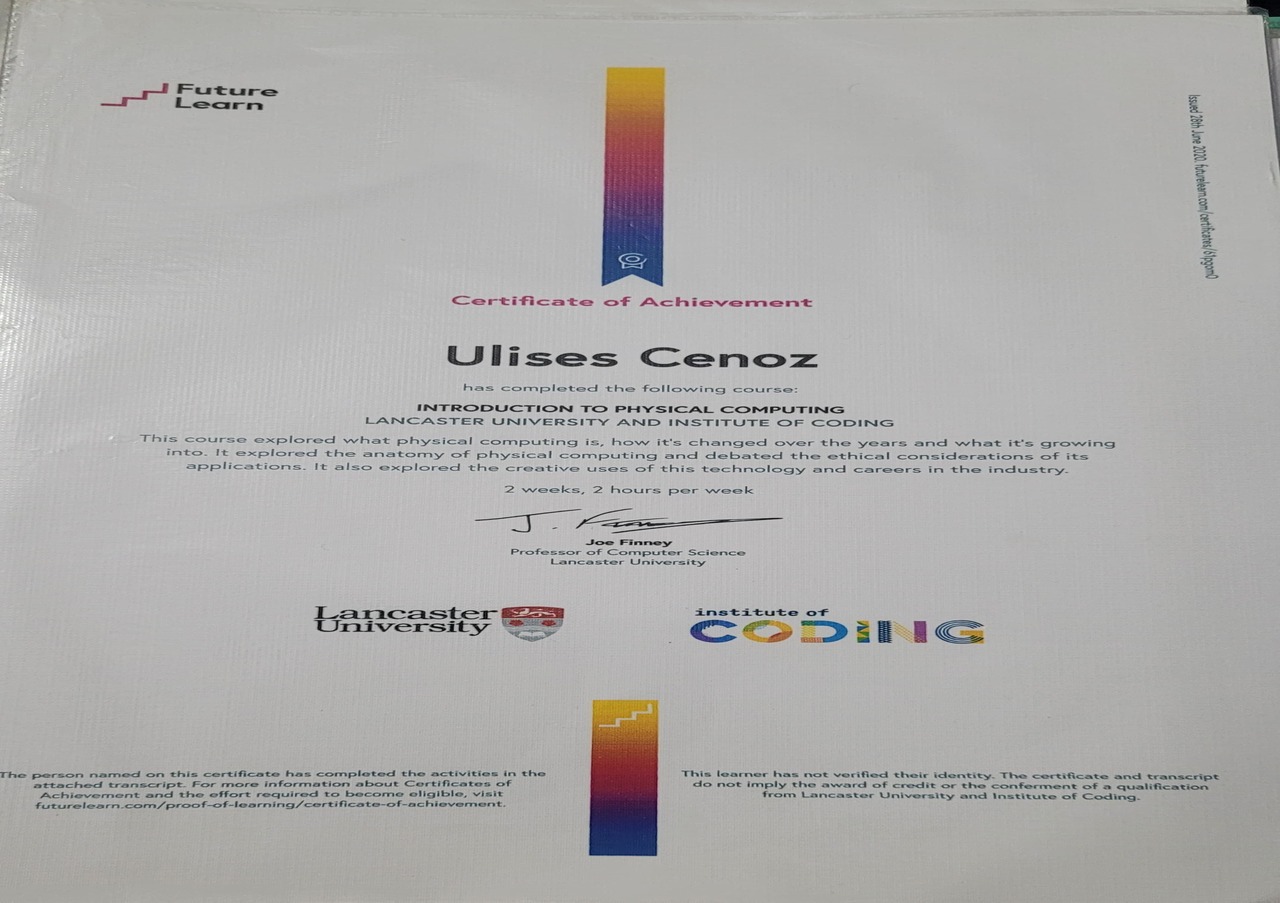 Future
Learn
Issued 28th June 2020. futurelearn.com/certificates/
Certificate of Achievement
Ulises Cenoz
has completed the following course:
INTRODUCTION TO PHYSICAL COMPUTING
LANCASTER UNIVERSITY AND INSTITUTE OF CODING
This course explored what physical computing is, how it's changed over the years and what it's growing
into. It explored the anatomy of physical computing and debated the ethical considerations of its
applications. It also explored the creative uses of this technology and careers in the industry.
2 weeks, 2 hours per week
Joe Finney
Professor of Computer Science
Lancaster University
Lancaster
University
institute of
CODING
The person named on this certificate has completed the activities in the
attached transcript. For more information about Certificates of
Achievement and the effort required to become eligible, visit
futurelearn.com/proof-of-learning/certificate-of-achievement.
This learner has not verified their identity. The certificate and transcript
do not imply the award of credit or the conferment of a qualification
from Lancaster University and Institute of Coding.